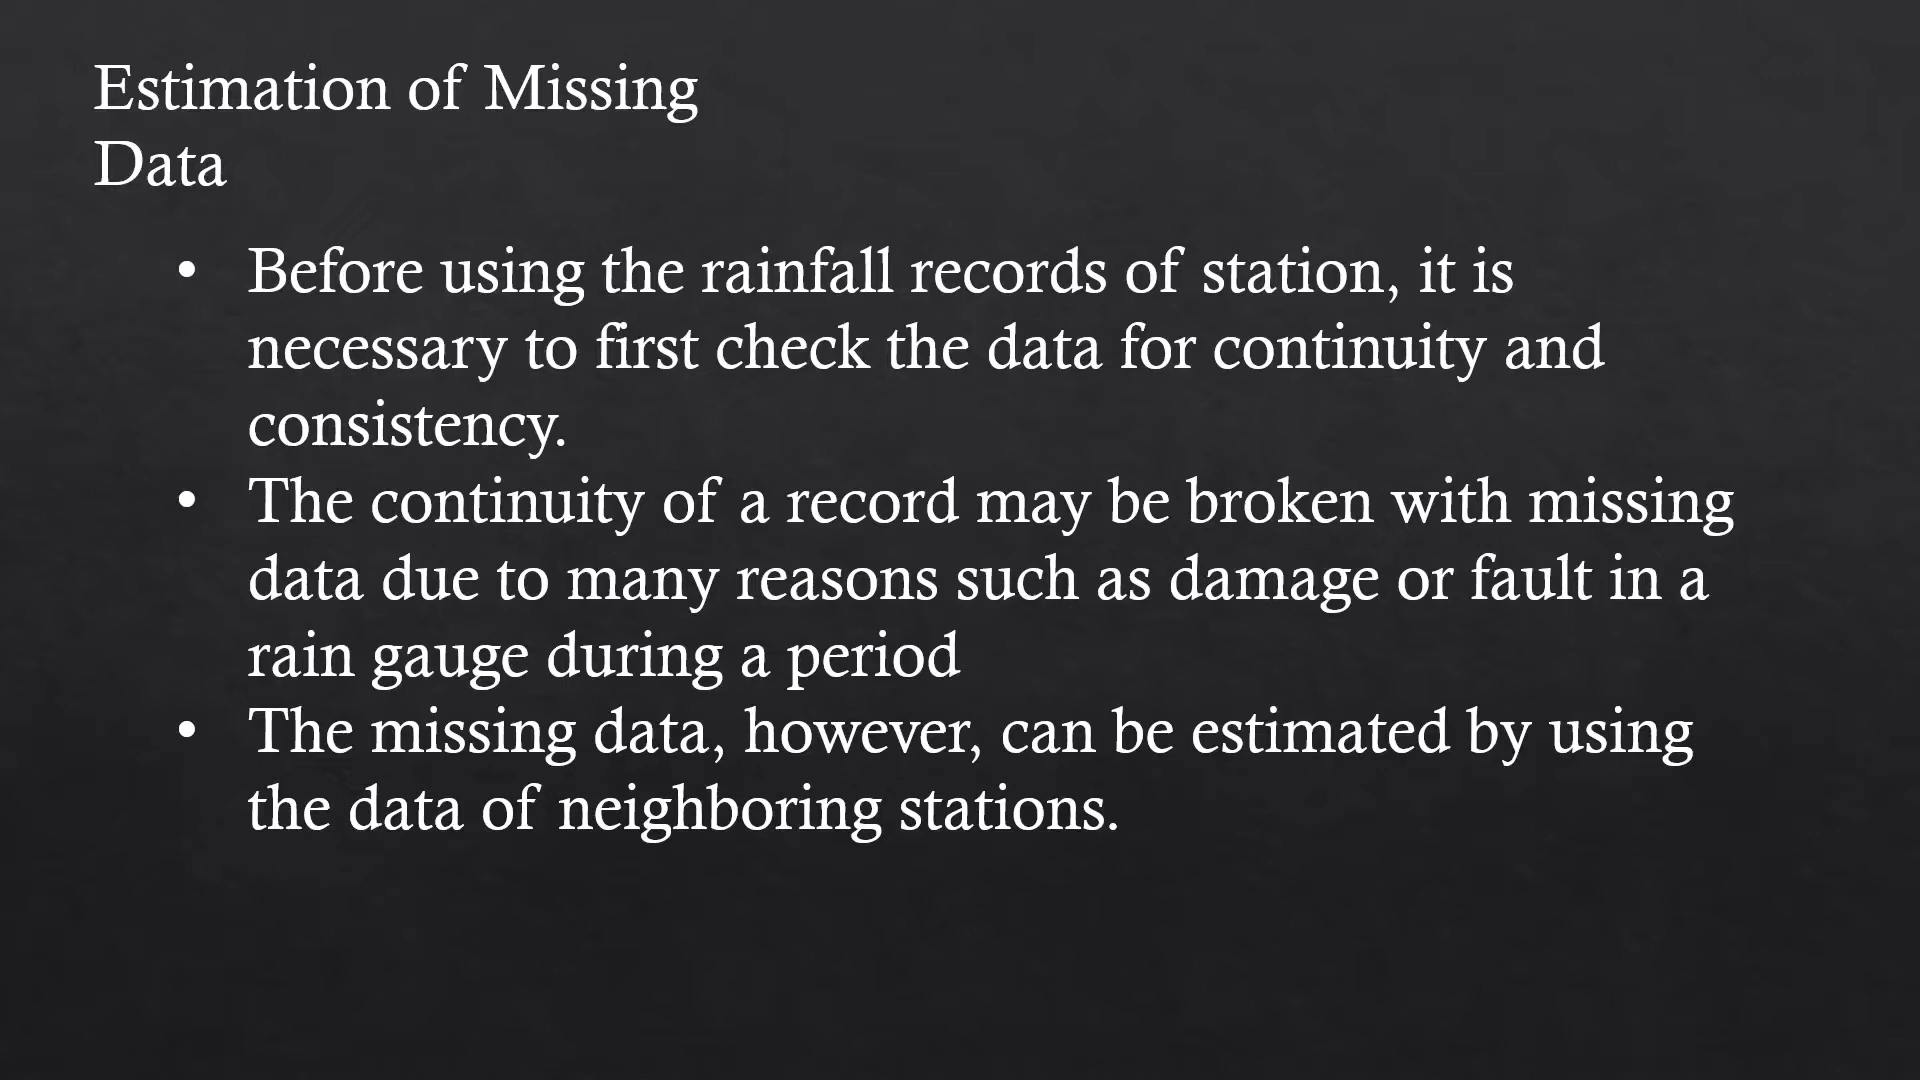 Estimation of Missing
Data
• Before using the rainfall records of station, it is
necessary to first check the data for continuity and
consistency.
• The continuity of a record may be broken with missing
data due to many reasons such as damage or fault in a
rain gauge during a period
• The missing data, however, can be estimated by using
the data of neighboring stations.